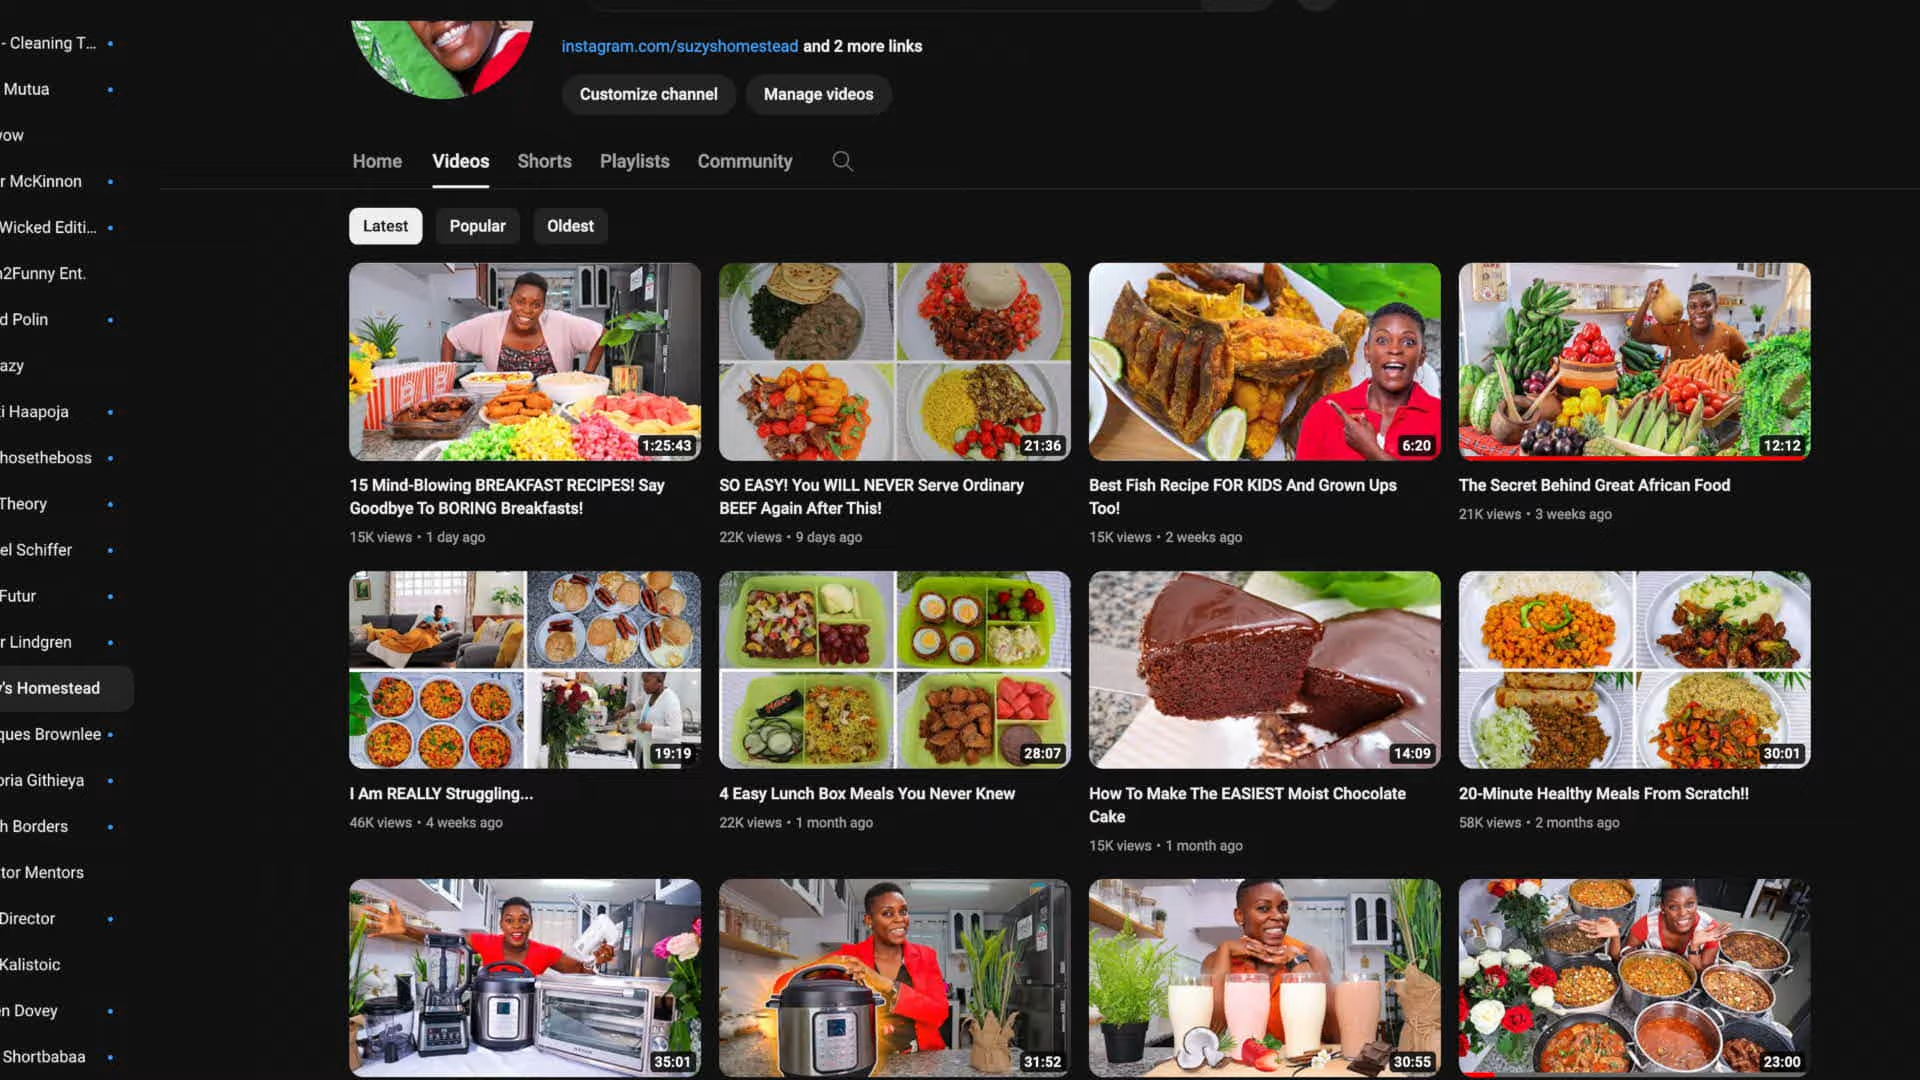 instagram.com/suzyshomestead and 2 more links
Customize channel
Manage videos
Home
Videos
Shorts
Playlists
Community
Latest
Popular
Oldest
- Cleaning T...
Mutua
ow
r McKinnon
Wicked Editi...
2Funny Ent.
d Polin
azy
i Haapoja
hosetheboss
Theory
el Schiffer
Futur
r Lindgren
's Homestead
ques Brownlee
oria Githieya
h Borders
tor Mentors
Director
Kalistoic
n Dovey
Shortbabaa
1:25:43
15 Mind-Blowing BREAKFAST RECIPES! Say
Goodbye To BORING Breakfasts!
15K views • 1 day ago
21:36
SO EASY! You WILL NEVER Serve Ordinary
BEEF Again After This!
22K views • 9 days ago
6:20
Best Fish Recipe FOR KIDS And Grown Ups
Too!
15K views • 2 weeks ago
12:12
The Secret Behind Great African Food
21K views • 3 weeks ago
19:19
I Am REALLY Struggling...
46K views • 4 weeks ago
28:07
4 Easy Lunch Box Meals You Never Knew
22K views • 1 month ago
14:09
How To Make The EASIEST Moist Chocolate
Cake
15K views • 1 month ago
30:01
20-Minute Healthy Meals From Scratch!!
58K views • 2 months ago
35:01
31:52
30:55
23:00